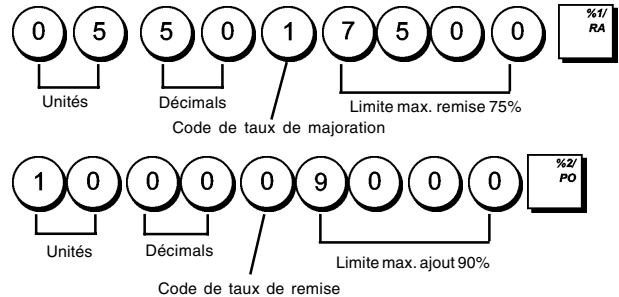 0 5 5 0 1 7 5 0 0 %1/ RA
Unités Décimals Limite max. remise 75%
Code de taux de majoration
1 0 0 0 0 9 0 0 0 %2/ PO
Unités Décimals Limite max. ajout 90%
Code de taux de remise